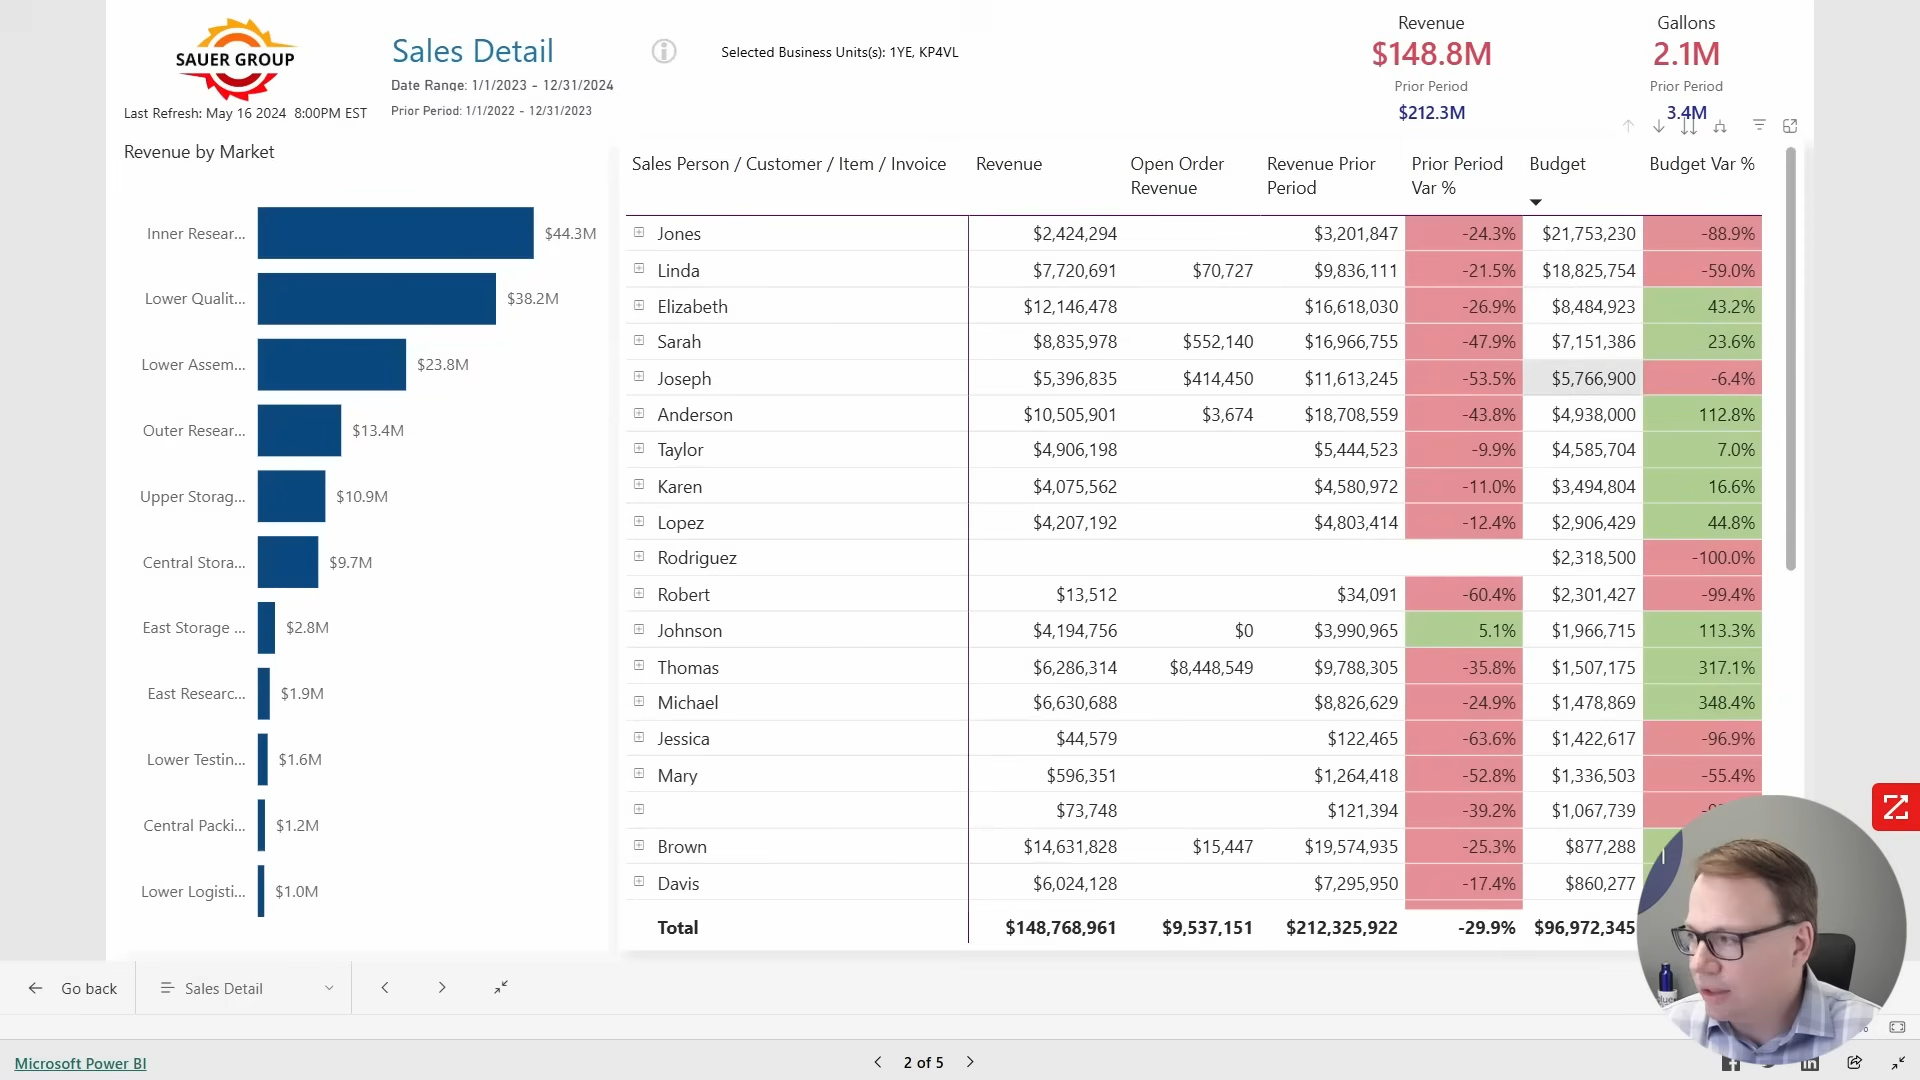 SAUER GROUP
Last Refresh: May 16 2024 8:00PM EST
Sales Detail
Date Range: 1/1/2023 - 12/31/2024
Prior Period: 1/1/2022 - 12/31/2023
Selected Business Units(s): 1YE, KP4VL
Revenue
$148.8M
Prior Period
$212.3M
Gallons
2.1M
Prior Period
3.4M
Revenue by Market
Inner Resear... $44.3M
Lower Qualit... $38.2M
Lower Assem... $23.8M
Outer Resear... $13.4M
Upper Storag... $10.9M
Central Stora... $9.7M
East Storage ... $2.8M
East Researc... $1.9M
Lower Testin... $1.6M
Central Packi... $1.2M
Lower Logisti... $1.0M
Sales Person / Customer / Item / Invoice Revenue Open Order Revenue Revenue Prior Period Prior Period Var % Budget Budget Var %
Jones $2,424,294 $3,201,847 -24.3% $21,753,230 -88.9%
Linda $7,720,691 $70,727 $9,836,111 -21.5% $18,825,754 -59.0%
Elizabeth $12,146,478 $16,618,030 -26.9% $8,484,923 43.2%
Sarah $8,835,978 $552,140 $16,966,755 -47.9% $7,151,386 23.6%
Joseph $5,396,835 $414,450 $11,613,245 -53.5% $5,766,900 -6.4%
Anderson $10,505,901 $3,674 $18,708,559 -43.8% $4,938,000 112.8%
Taylor $4,906,198 $5,444,523 -9.9% $4,585,704 7.0%
Karen $4,075,562 $4,580,972 -11.0% $3,494,804 16.6%
Lopez $4,207,192 $4,803,414 -12.4% $2,906,429 44.8%
Rodriguez $2,318,500 -100.0%
Robert $13,512 $34,091 -60.4% $2,301,427 -99.4%
Johnson $4,194,756 $0 $3,990,965 5.1% $1,966,715 113.3%
Thomas $6,286,314 $8,448,549 $9,788,305 -35.8% $1,507,175 317.1%
Michael $6,630,688 $8,826,629 -24.9% $1,478,869 348.4%
Jessica $44,579 $122,465 -63.6% $1,422,617 -96.9%
Mary $596,351 $1,264,418 -52.8% $1,336,503 -55.4%
$73,748 $121,394 -39.2% $1,067,739
Brown $14,631,828 $15,447 $19,574,935 -25.3% $877,288
Davis $6,024,128 $7,295,950 -17.4% $860,277
Total $148,768,961 $9,537,151 $212,325,922 -29.9% $96,972,345
Go back
Sales Detail
Microsoft Power BI
2 of 5